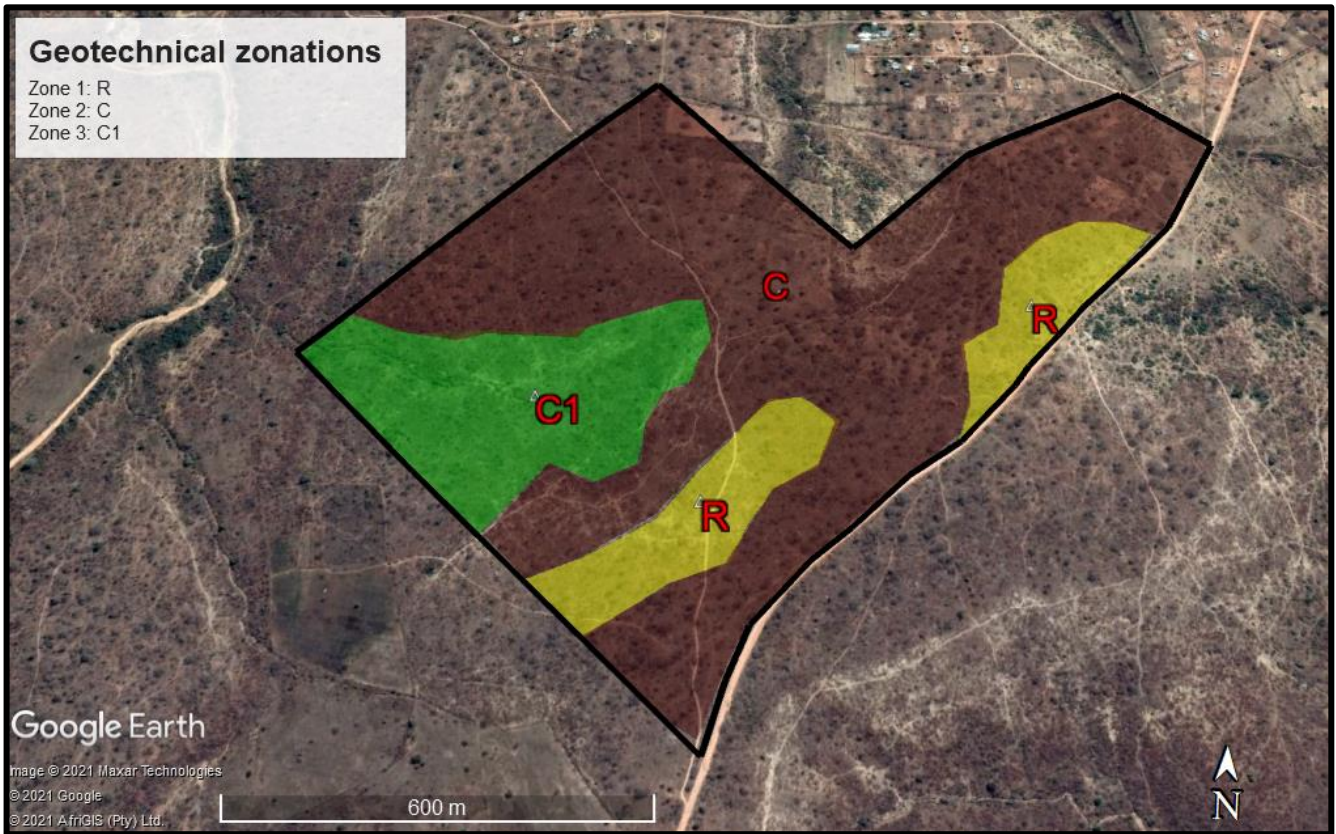 Geotechnical zonations
Zone 1: R
Zone 2: C
Zone 3: C1
C
R
C1
R
Google Earth
Image © 2021 Maxar Technologies
© 2021 Google
© 2021 AfriGIS (Pty) Ltd.
600 m
N